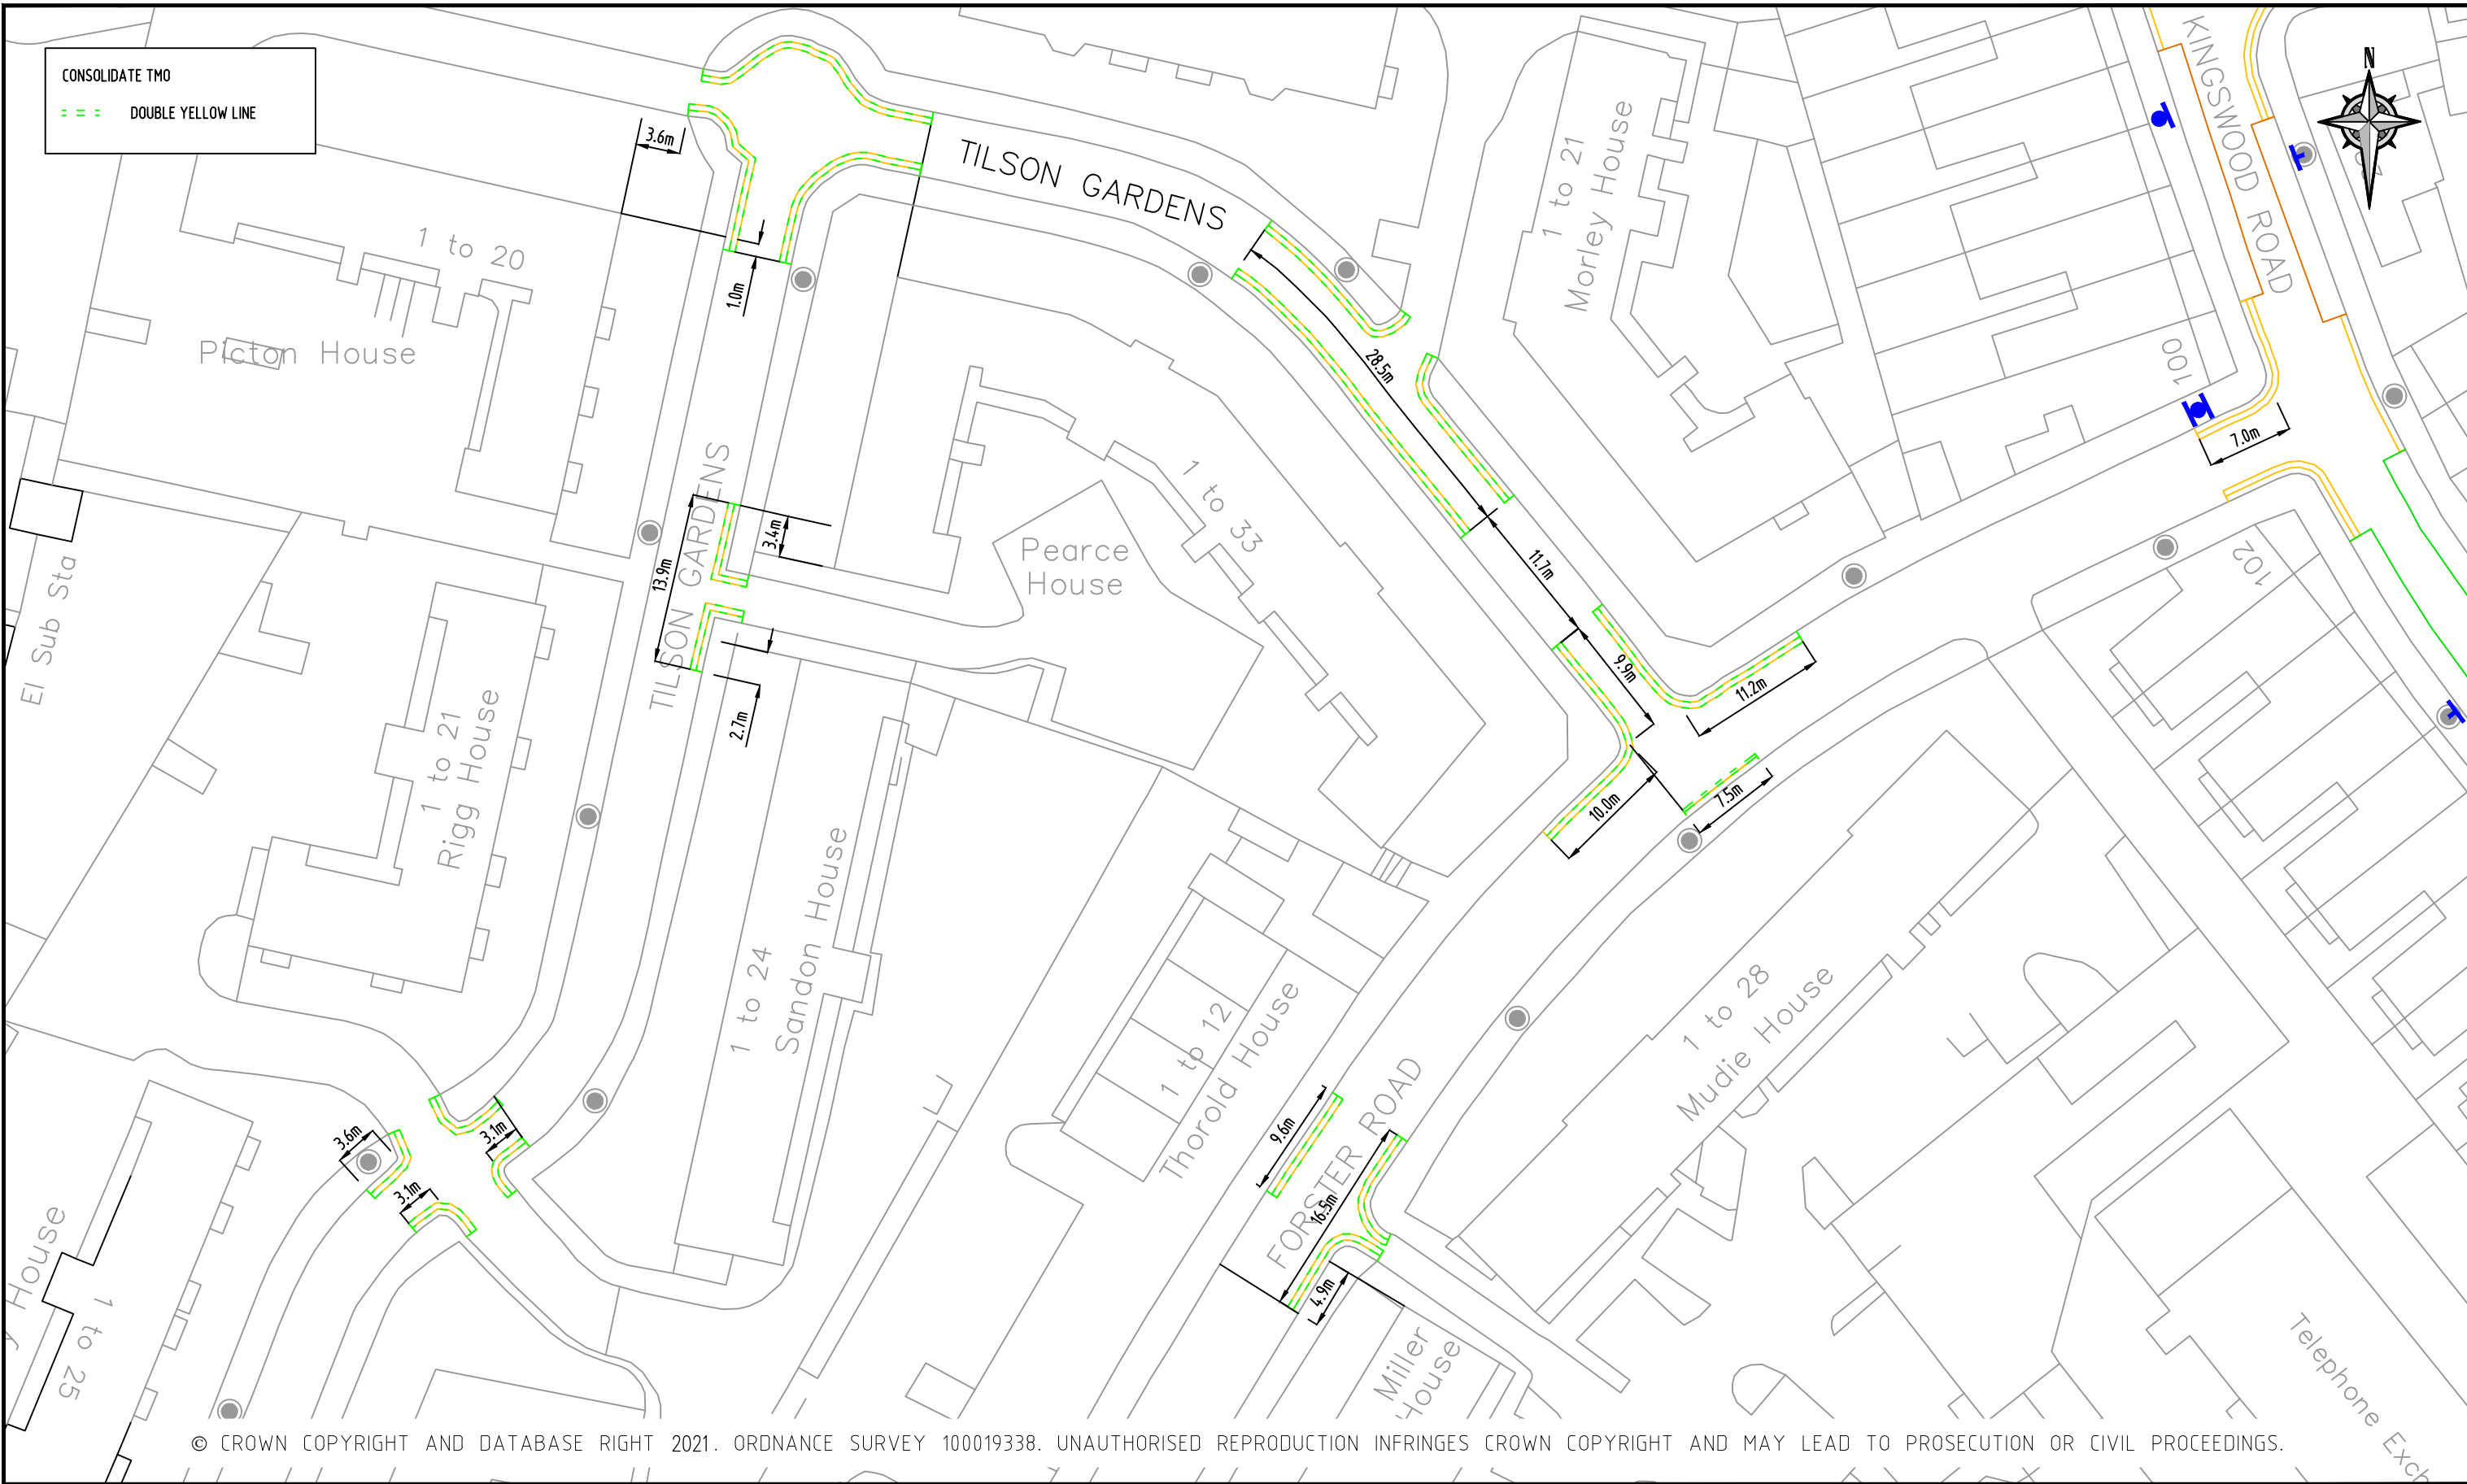 CONSOLIDATE TMO
DOUBLE YELLOW LINE
N
KINGSWOOD ROAD
3.6m
TILSON GARDENS
1 to 21
Morley House
1 to 20
1.0m
Picton House
28.5m
100
7.0m
TILSON GARDENS
1 to 33
3.4m
13.9m
Pearce
House
11.7m
102
El Sub Sta
9.9m
11.2m
2.7m
1 to 21
Rigg House
10.0m
7.5m
1 to 24
Sandon House
1 to 12
Thorold House
1 to 28
Mudie House
3.6m
3.1m
3.1m
9.6m
FORSTER ROAD
16.5m
4.9m
House
1 to 25
Miller
House
Telephone Exch
© CROWN COPYRIGHT AND DATABASE RIGHT 2021. ORDNANCE SURVEY 100019338. UNAUTHORISED REPRODUCTION INFRINGES CROWN COPYRIGHT AND MAY LEAD TO PROSECUTION OR CIVIL PROCEEDINGS.